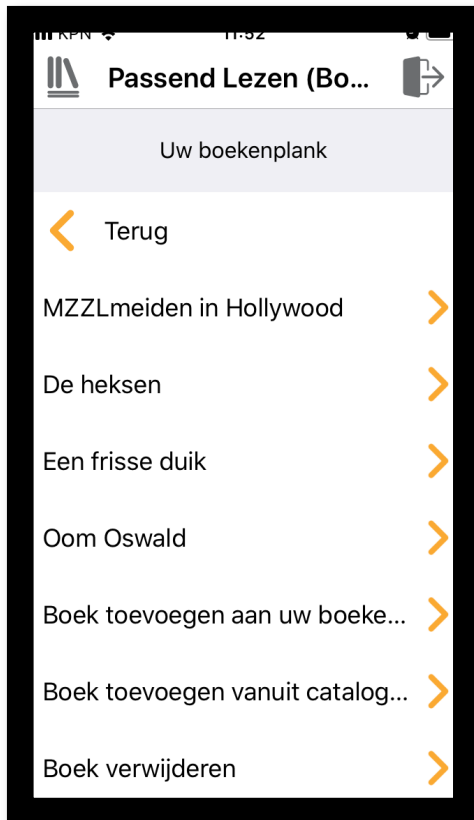 KPN 11:52
Passend Lezen (Bo...
Uw boekenplank
Terug
MZZLmeiden in Hollywood
De heksen
Een frisse duik
Oom Oswald
Boek toevoegen aan uw boeke...
Boek toevoegen vanuit catalog...
Boek verwijderen